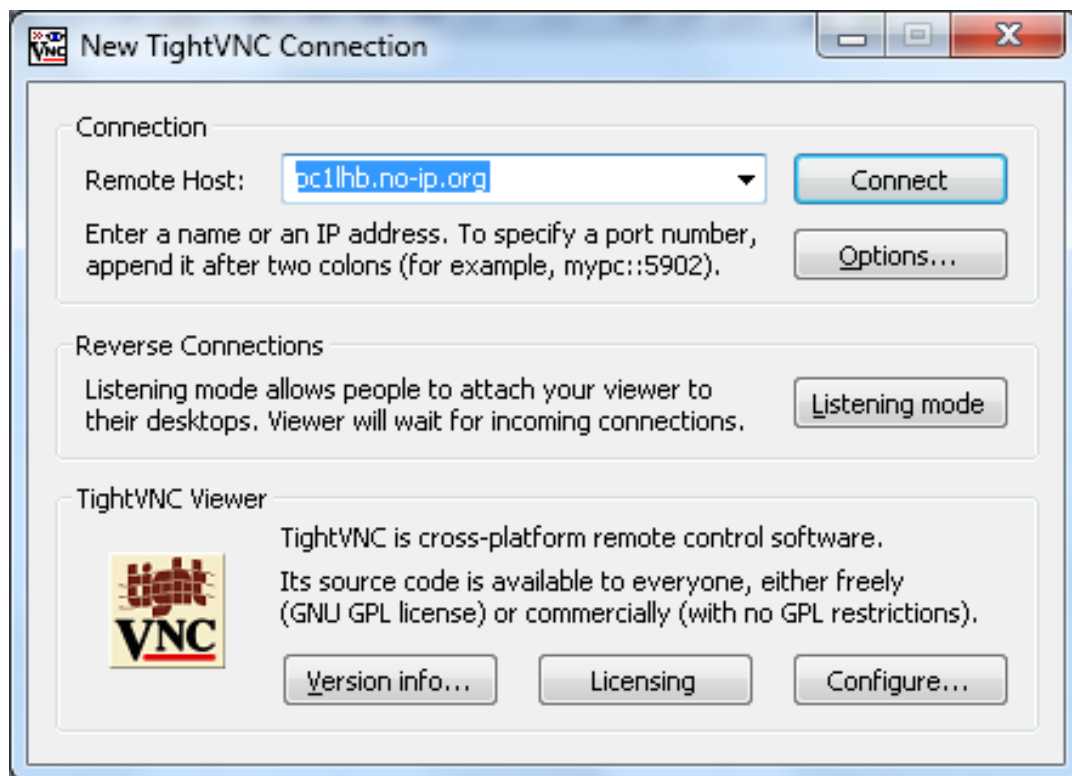 New TightVNC Connection
Connection
Remote Host: pc1lhb.no-ip.org Connect
Enter a name or an IP address. To specify a port number,
append it after two colons (for example, mypc::5902).
Options...
Reverse Connections
Listening mode allows people to attach your viewer to
their desktops. Viewer will wait for incoming connections.
Listening mode
TightVNC Viewer
TightVNC is cross-platform remote control software.
Its source code is available to everyone, either freely
(GNU GPL license) or commercially (with no GPL restrictions).
tight
VNC
Version info... Licensing Configure...